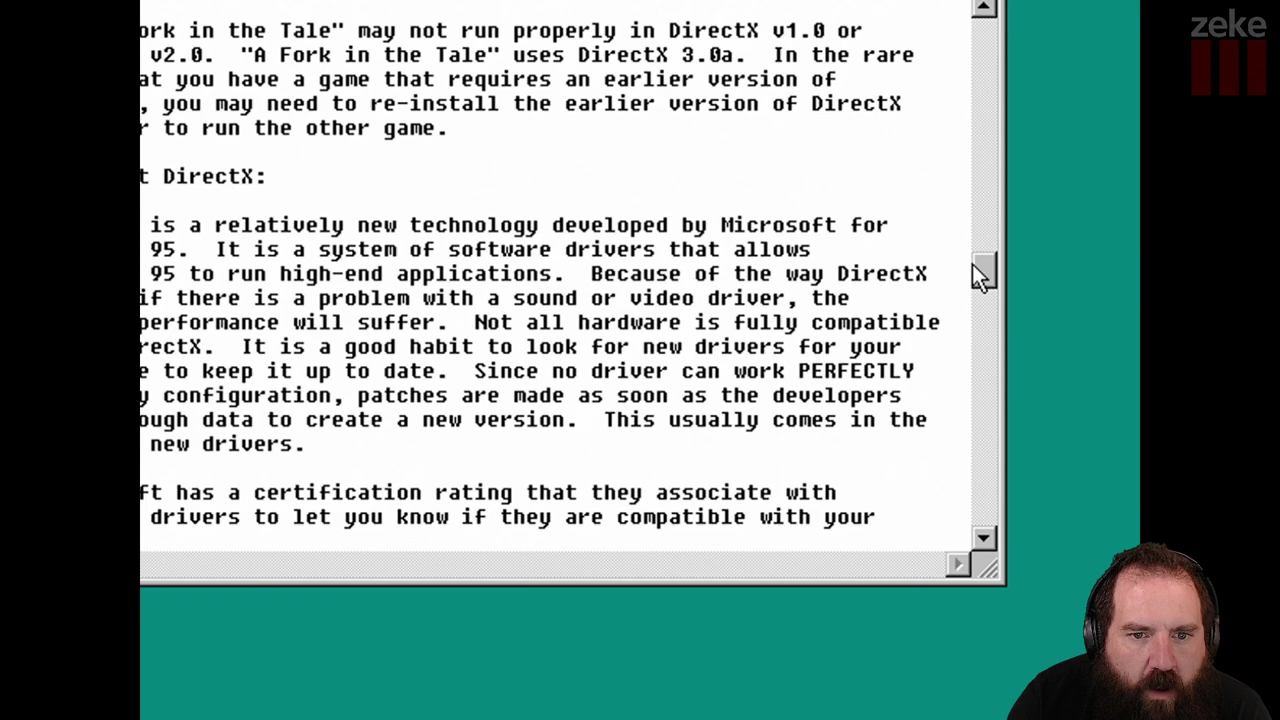 zeke
ork in the Tale" may not run properly in DirectX v1.0 or
v2.0.  "A Fork in the Tale" uses DirectX 3.0a.  In the rare
at you have a game that requires an earlier version of
, you may need to re-install the earlier version of DirectX
r to run the other game.
t DirectX:
is a relatively new technology developed by Microsoft for
95.  It is a system of software drivers that allows
95 to run high-end applications.  Because of the way DirectX
if there is a problem with a sound or video driver, the
performance will suffer.  Not all hardware is fully compatible
rectX.  It is a good habit to look for new drivers for your
e to keep it up to date.  Since no driver can work PERFECTLY
y configuration, patches are made as soon as the developers
ough data to create a new version.  This usually comes in the
new drivers.
ft has a certification rating that they associate with
drivers to let you know if they are compatible with your